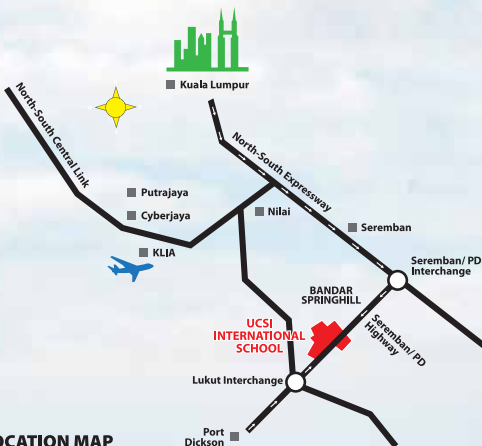 Kuala Lumpur
North-South Central Link
North-South Expressway
Putrajaya
Cyberjaya
Nilai
Seremban
KLIA
Seremban/ PD
Interchange
BANDAR
SPRINGHILL
UCSI
INTERNATIONAL
SCHOOL
Seremban/ PD
Highway
Lukut Interchange
Port
Dickson
OCATION MAP